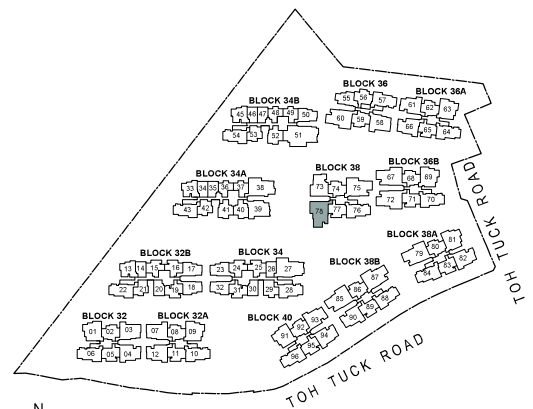 BLOCK 36
55 56 57
60 59 58
BLOCK 36A
61 62 63
66 65 64
BLOCK 34B
45 46 47 48 49 50
54 53 52 51
BLOCK 34A
33 34 35 36 37 38
43 42 41 40 39
BLOCK 38
73 74 75
78 77 76
BLOCK 36B
67 68 69
72 71 70
BLOCK 38A
79 80 81
84 83 82
BLOCK 32B
13 14 15 16 17
22 21 20 19 18
BLOCK 34
23 24 25 26 27
32 31 30 29 28
BLOCK 38B
85 86 87
90 89 88
BLOCK 32
01 02 03
06 05 04
BLOCK 32A
07 08 09
12 11 10
BLOCK 40
91 92 93
96 95 94
TOH TUCK ROAD
TOH TUCK ROAD
N